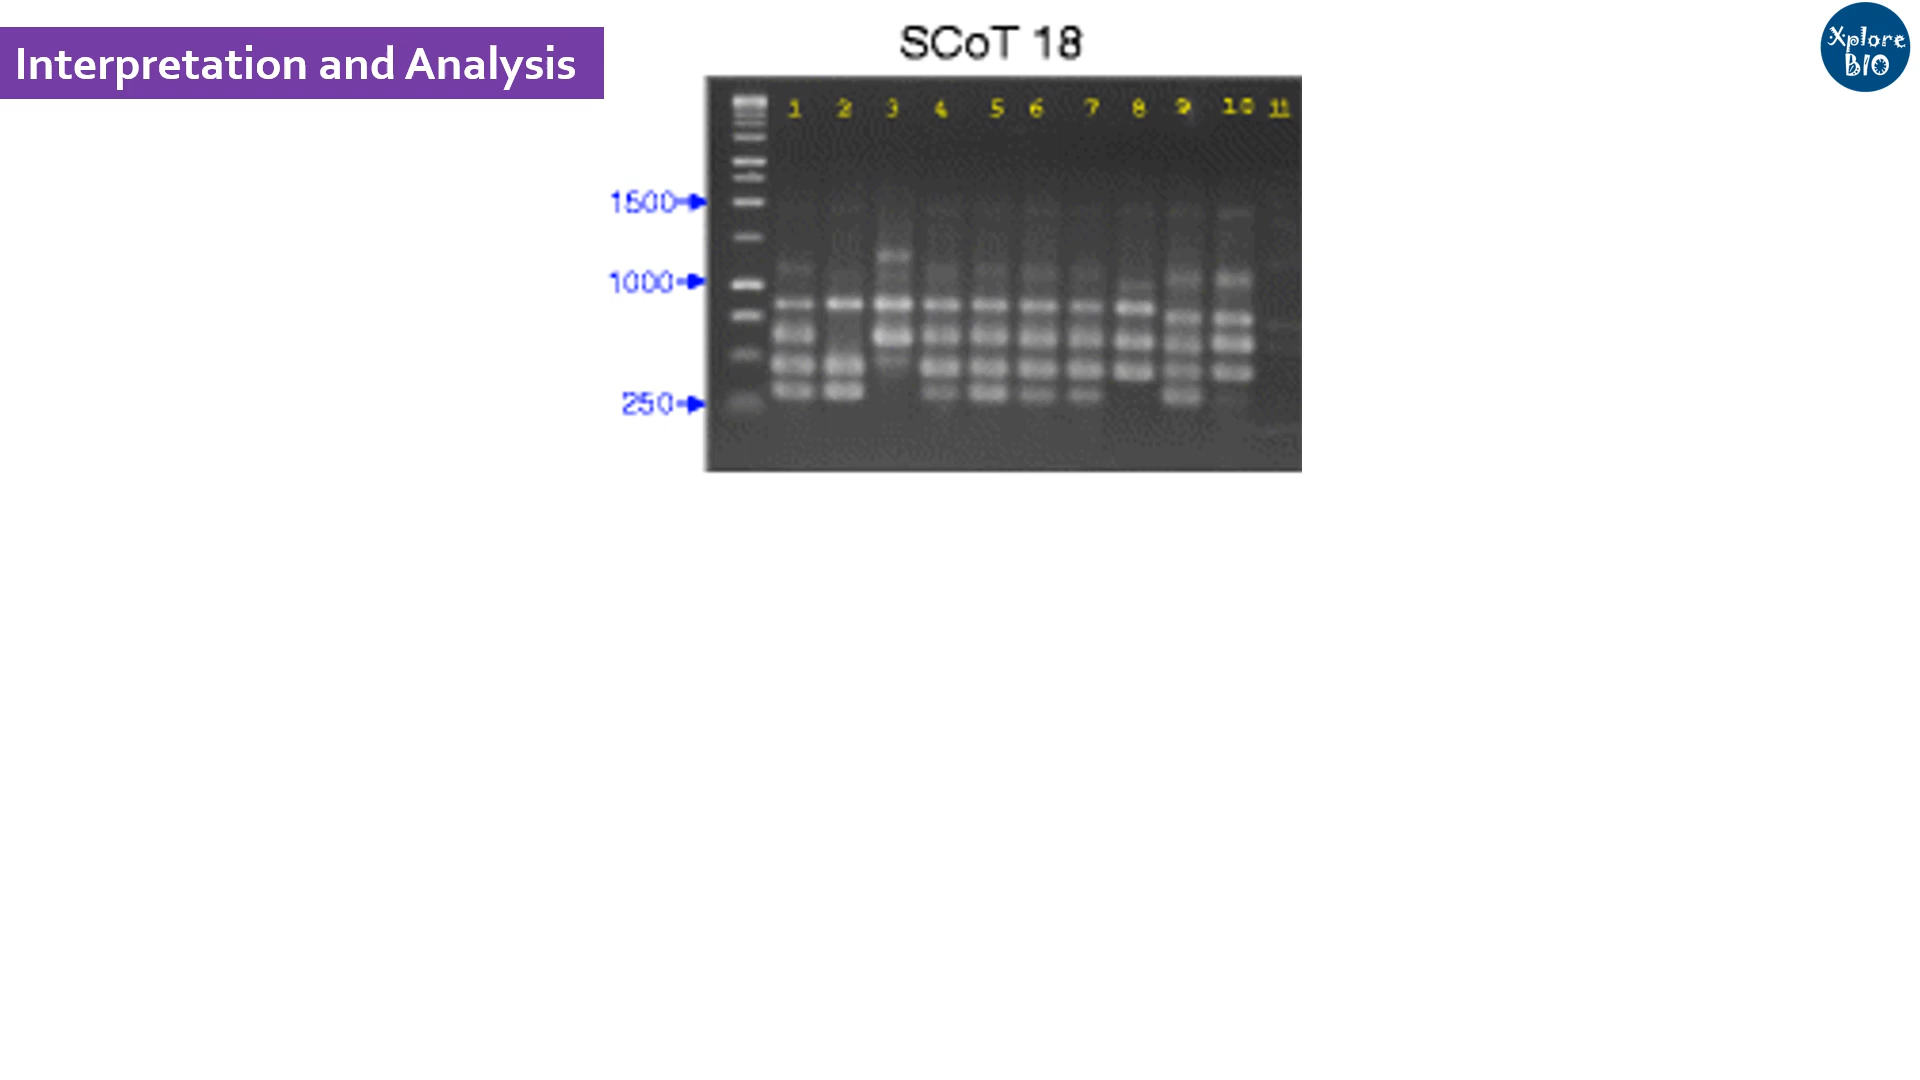 Interpretation and Analysis
SCoT 18
Xplore
BIO
1 2 3 4 5 6 7 8 9 10 11
1500
1000
250